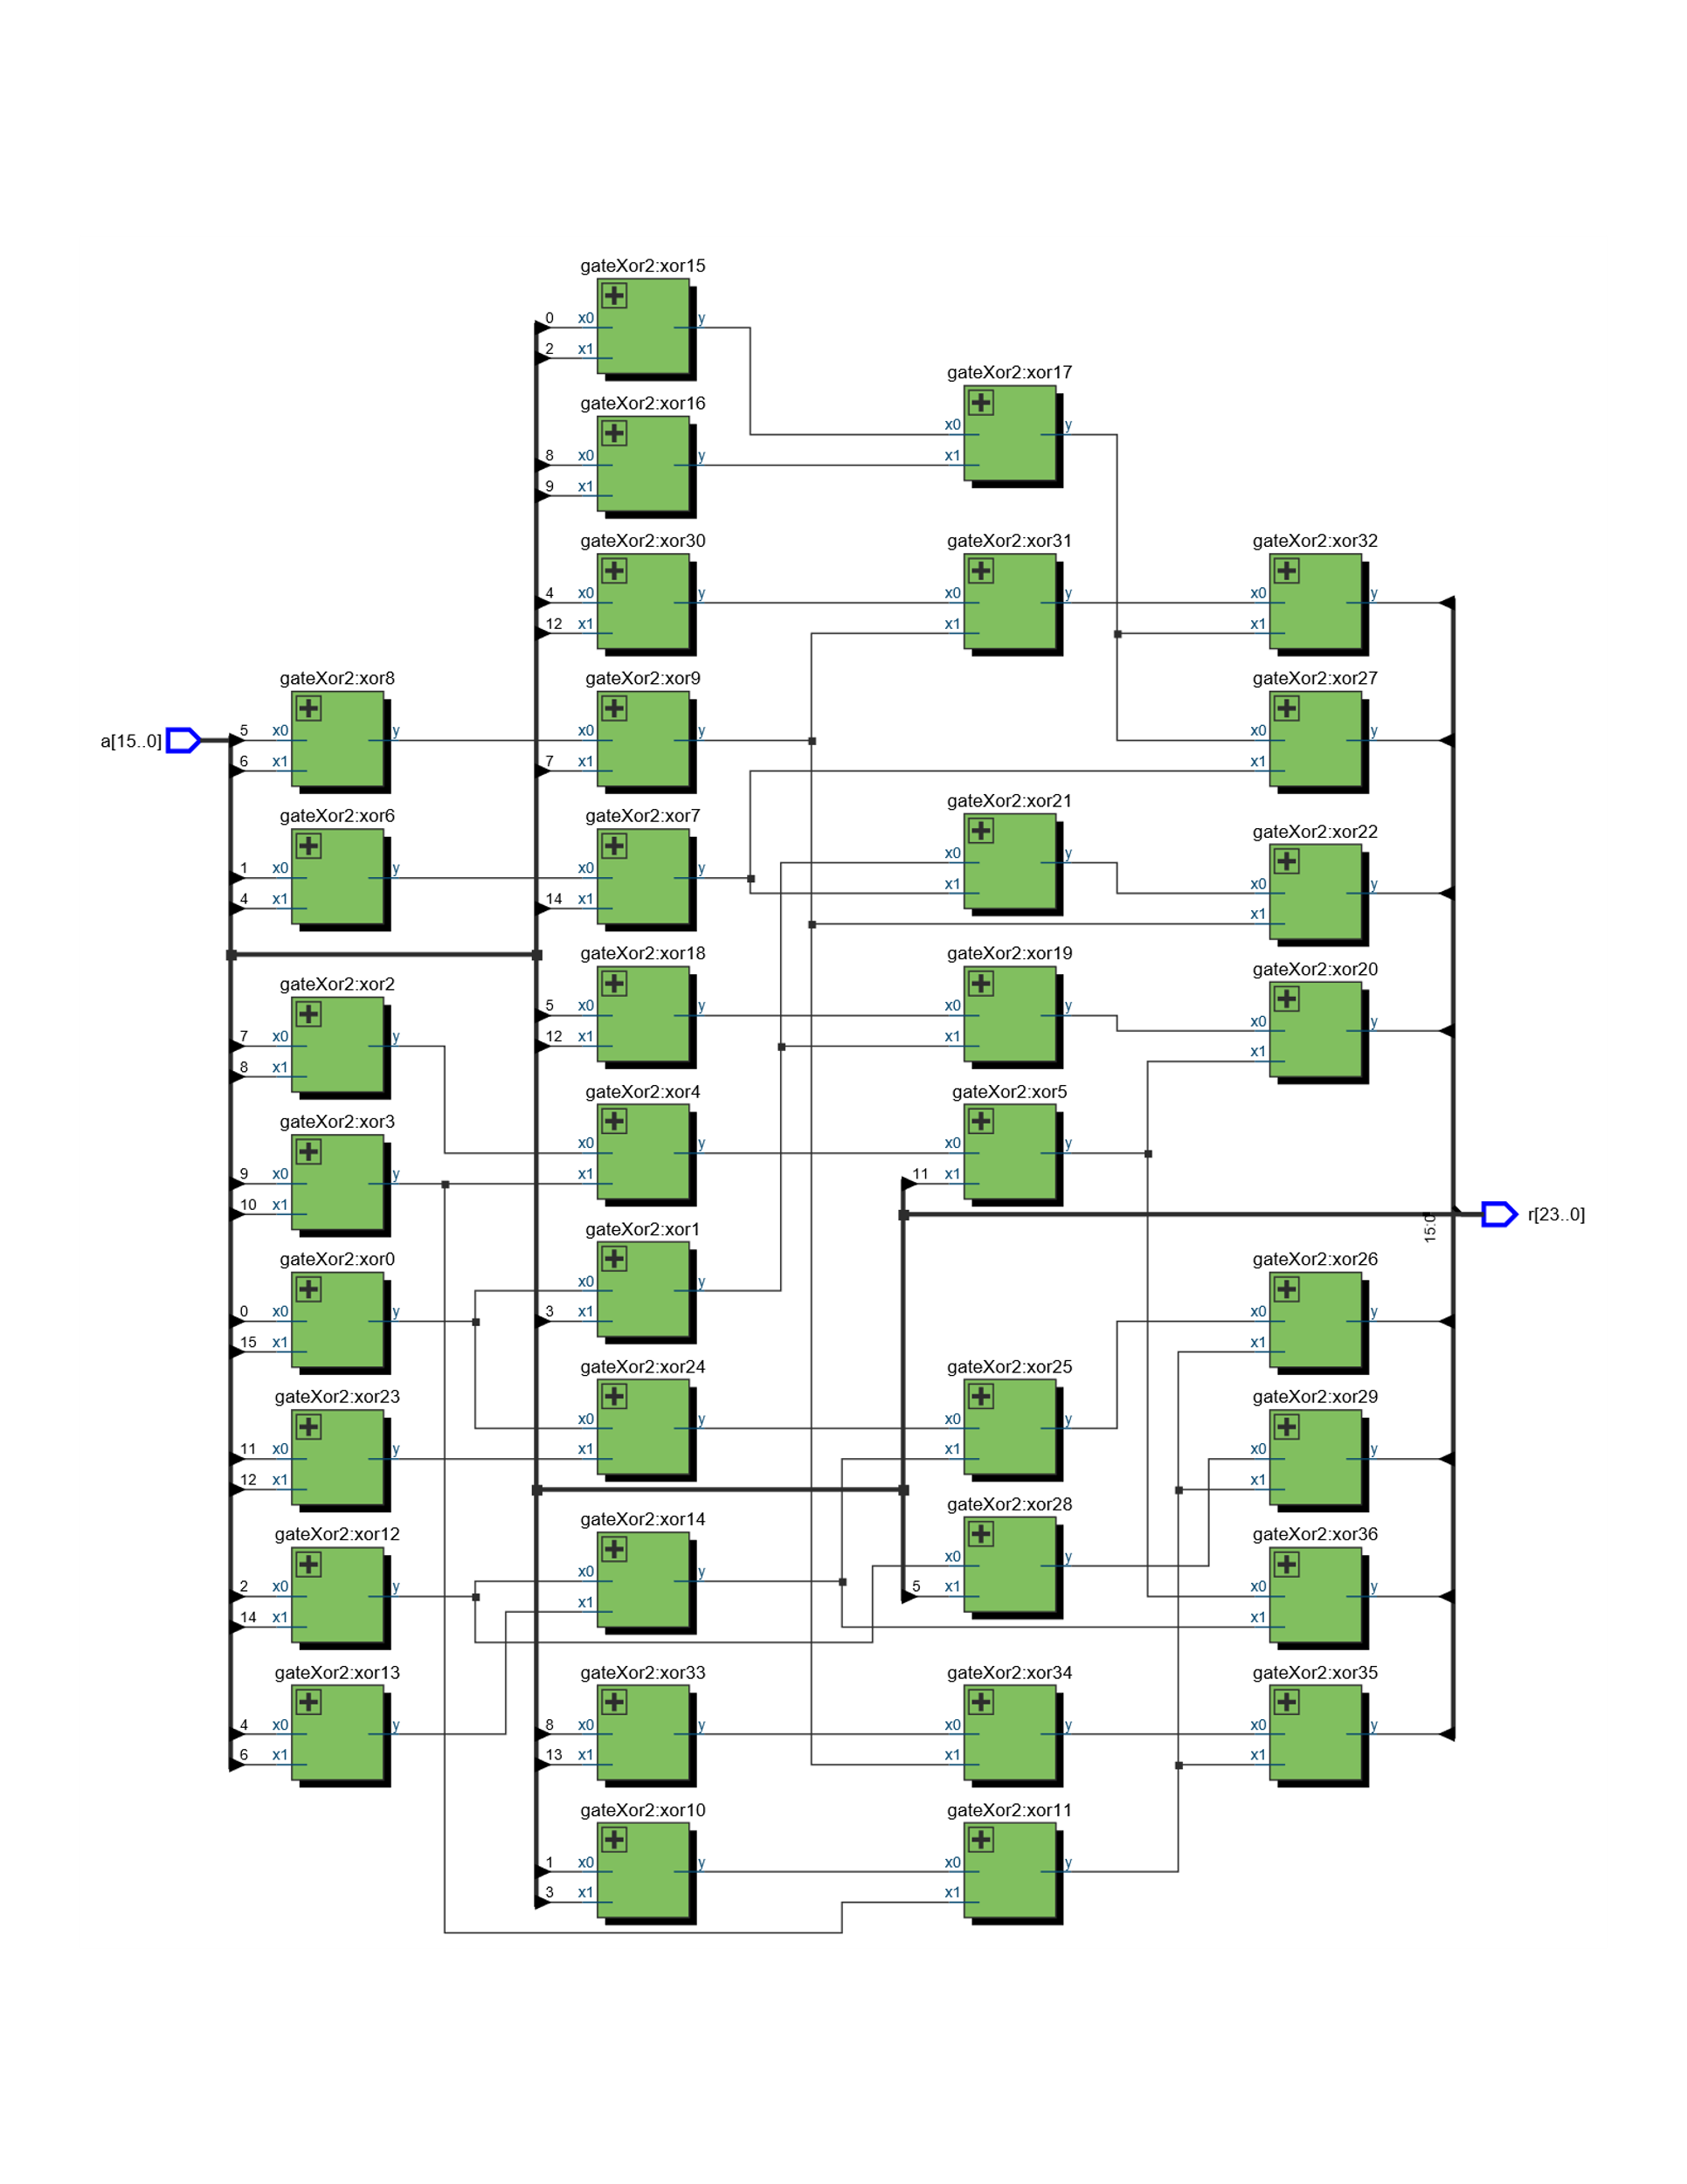 gateXor2:xor15
0 x0 y
2 x1
gateXor2:xor17
x0 y
x1
gateXor2:xor16
8 x0 y
9 x1
gateXor2:xor30
4 x0 y
12 x1
gateXor2:xor31
x0 y
x1
gateXor2:xor32
x0 y
x1
gateXor2:xor8
5 x0 y
6 x1
gateXor2:xor9
x0 y
7 x1
gateXor2:xor27
x0 y
x1
a[15..0]
gateXor2:xor6
1 x0 y
4 x1
gateXor2:xor7
x0 y
14 x1
gateXor2:xor21
x0 y
x1
gateXor2:xor22
x0 y
x1
gateXor2:xor2
7 x0 y
8 x1
gateXor2:xor18
5 x0 y
12 x1
gateXor2:xor19
x0 y
x1
gateXor2:xor20
x0 y
x1
gateXor2:xor3
9 x0 y
10 x1
gateXor2:xor4
x0 y
x1
gateXor2:xor5
x0 y
11 x1
15:0
r[23..0]
gateXor2:xor0
0 x0 y
15 x1
gateXor2:xor1
x0 y
3 x1
gateXor2:xor26
x0 y
x1
gateXor2:xor23
11 x0 y
12 x1
gateXor2:xor24
x0 y
x1
gateXor2:xor25
x0 y
x1
gateXor2:xor29
x0 y
x1
gateXor2:xor12
2 x0 y
14 x1
gateXor2:xor14
x0 y
x1
gateXor2:xor28
x0 y
5 x1
gateXor2:xor36
x0 y
x1
gateXor2:xor13
4 x0 y
6 x1
gateXor2:xor33
8 x0 y
13 x1
gateXor2:xor34
x0 y
x1
gateXor2:xor35
x0 y
x1
gateXor2:xor10
1 x0 y
3 x1
gateXor2:xor11
x0 y
x1